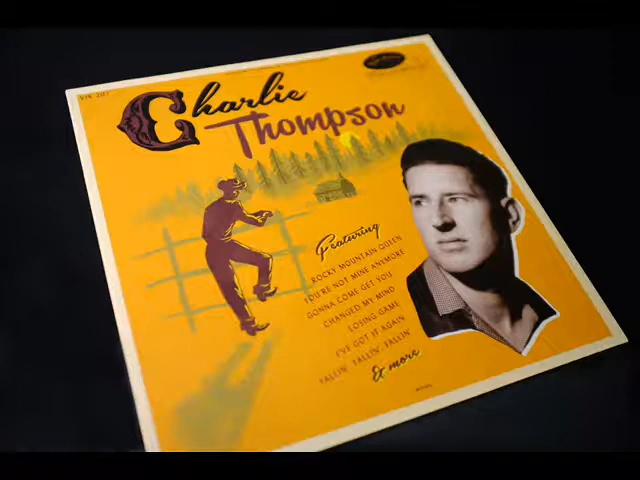 Charlie
Thompson
Featuring
ROCKY MOUNTAIN QUEEN
YOU'RE NOT MINE ANYMORE
GONNA COME GET YOU
CHANGED MY MIND
LOSING GAME
I'VE GOT IT AGAIN
FALLIN', FALLIN', FALLIN'
& more